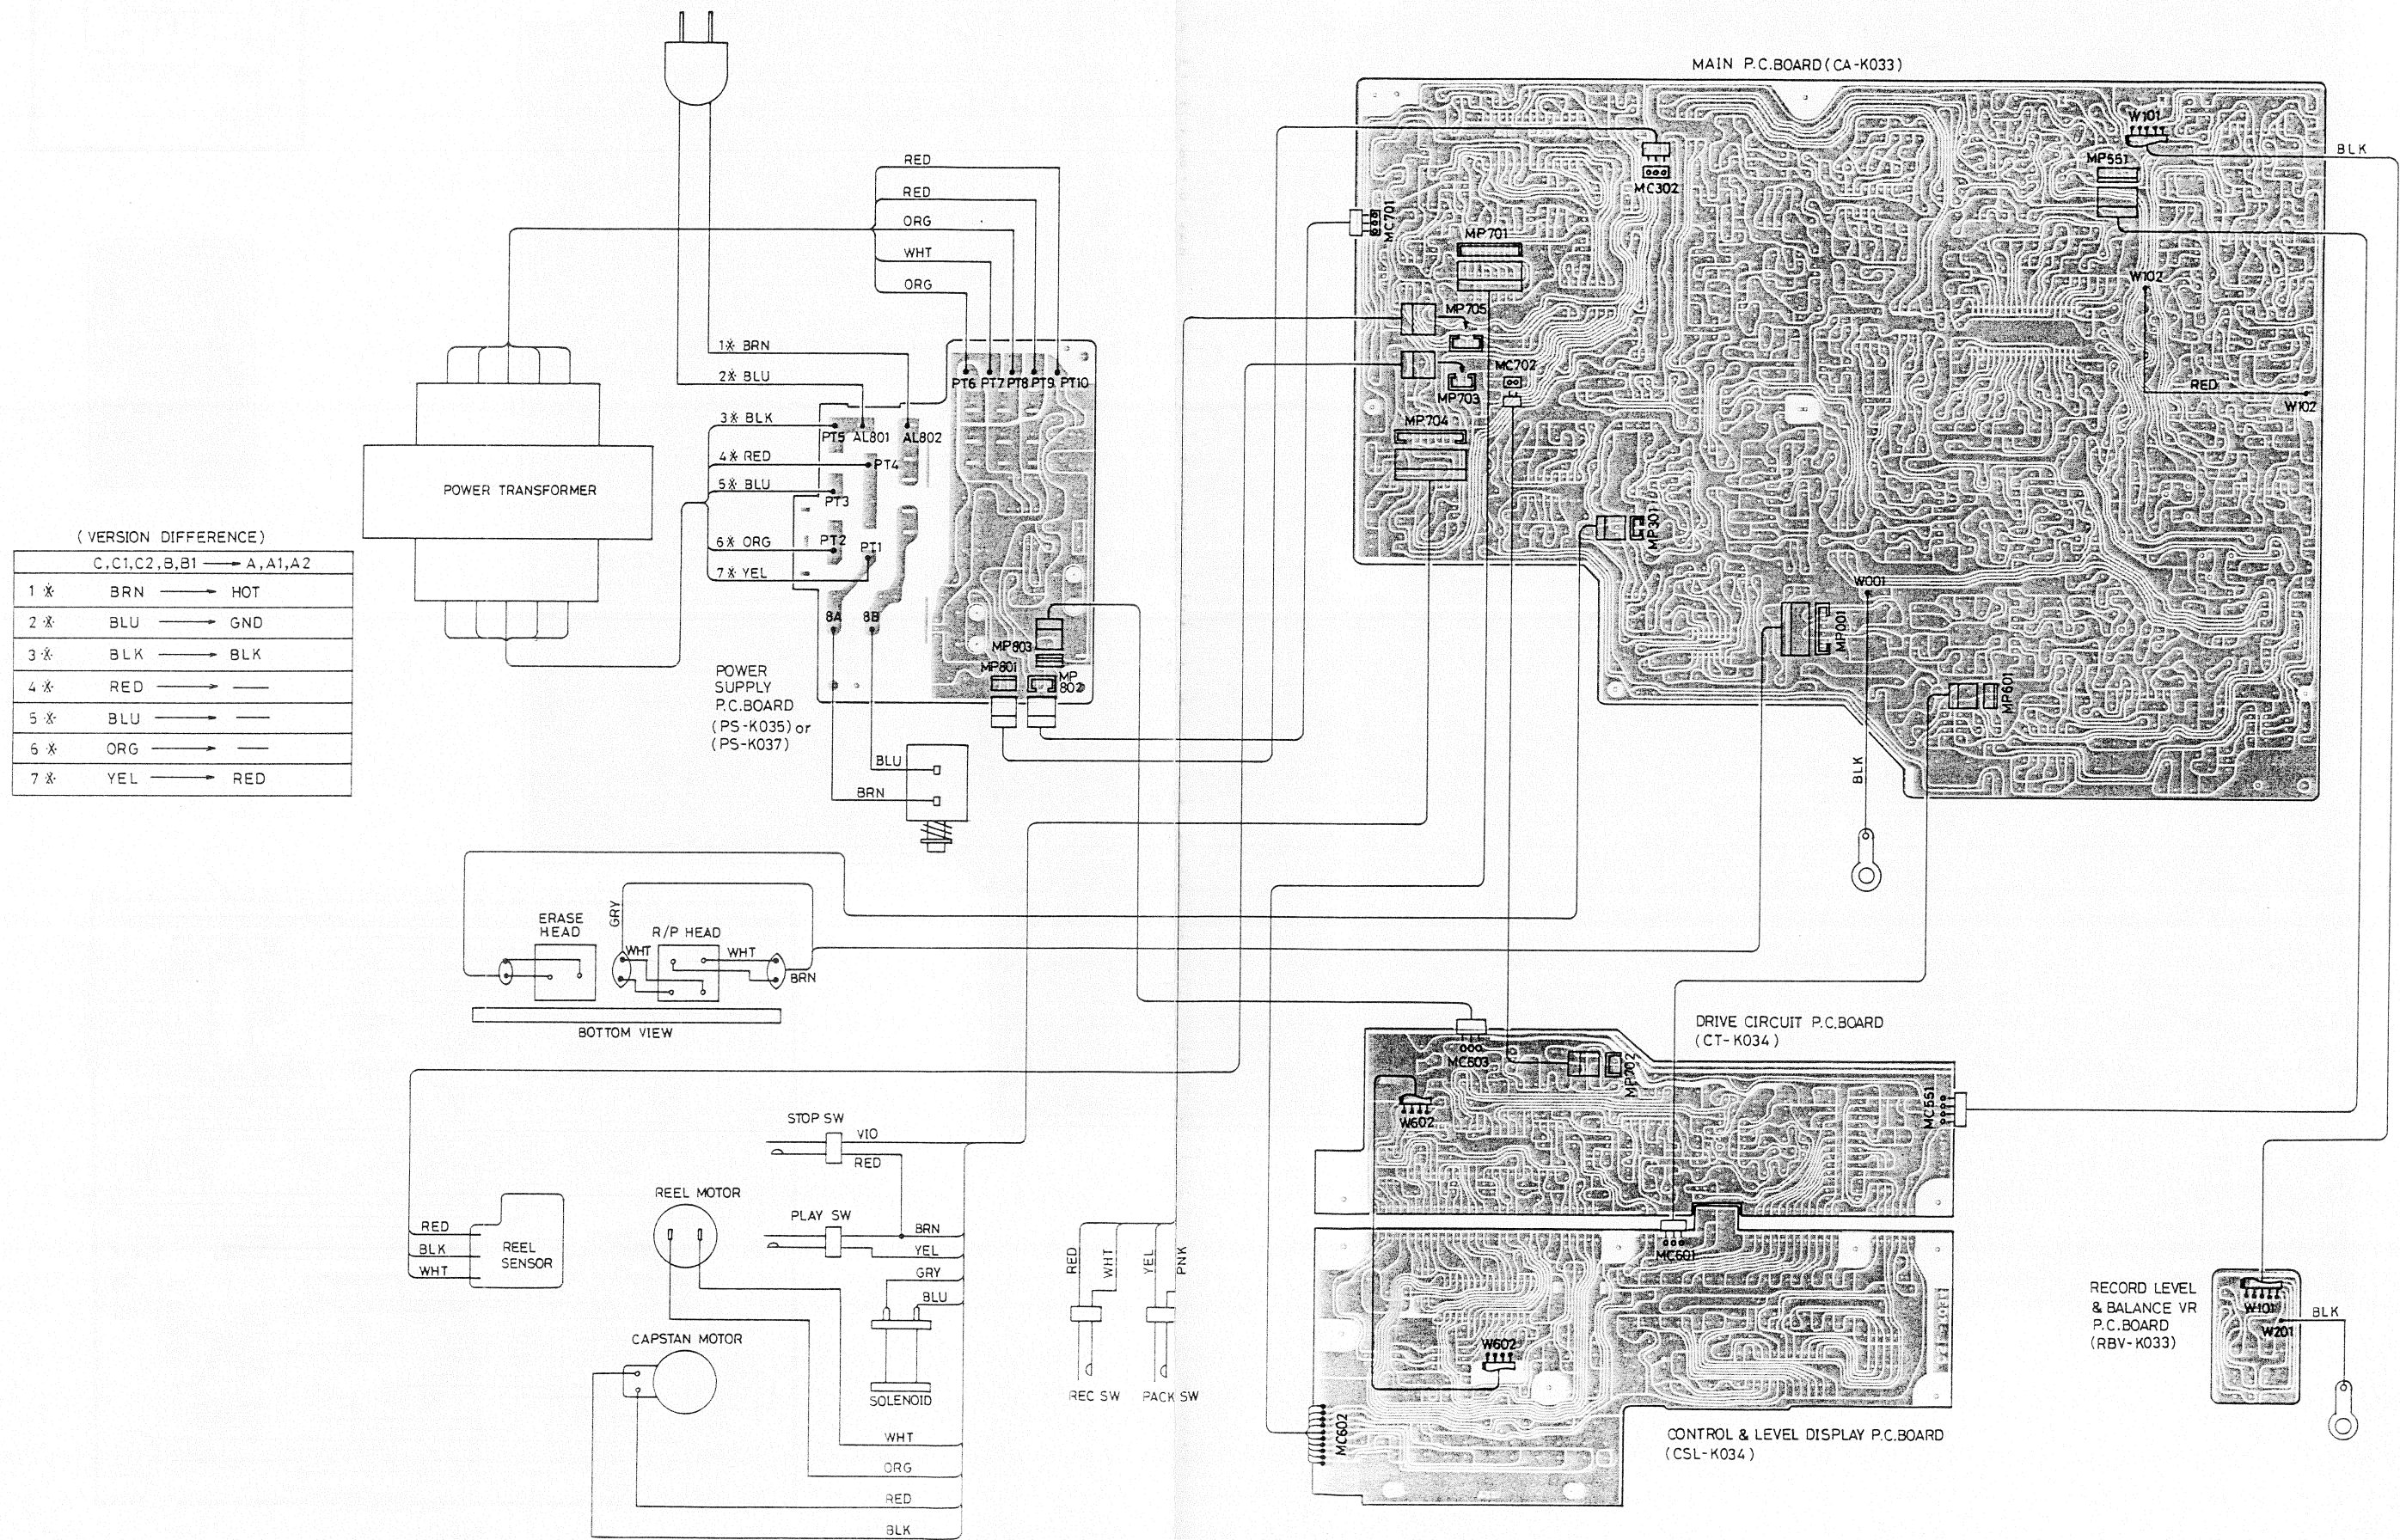 MAIN P.C.BOARD(CA-K033)
W101
BLK
MP551
MC302
MC701
MP701
W102
MP705
MC702
MP703
RED
W102
MP704
MP301
W001
MP001
MP601
BLK
RED
RED
ORG
WHT
ORG
1※ BRN
2※ BLU
PT6 PT7 PT8 PT9 PT10
3※ BLK
PT5 AL801 AL802
4※ RED
PT4
5※ BLU
PT3
6※ ORG
PT2 PT1
7※ YEL
8A 8B
POWER TRANSFORMER
MP803
MP801
MP
802
POWER
SUPPLY
P.C.BOARD
(PS-K035) or
(PS-K037)
BLU
BRN
(VERSION DIFFERENCE)
C,C1,C2,B,B1 → A,A1,A2
1 ※ BRN → HOT
2 ※ BLU → GND
3 ※ BLK → BLK
4 ※ RED → —
5 ※ BLU → —
6 ※ ORG → —
7 ※ YEL → RED
ERASE
HEAD
GRY
R/P HEAD
WHT
WHT
BRN
BOTTOM VIEW
STOP SW
VIO
RED
REEL MOTOR
PLAY SW
BRN
YEL
GRY
BLU
RED
BLK
WHT
REEL
SENSOR
CAPSTAN MOTOR
SOLENOID
WHT
ORG
RED
BLK
RED
WHT
YEL
PNK
REC SW
PACK SW
DRIVE CIRCUIT P.C.BOARD
(CT-K034)
MC603
MP702
W602
MC551
MC601
W602
MC602
CONTROL & LEVEL DISPLAY P.C.BOARD
(CSL-K034)
RECORD LEVEL
& BALANCE VR
P.C.BOARD
(RBV-K033)
W101
W201
BLK